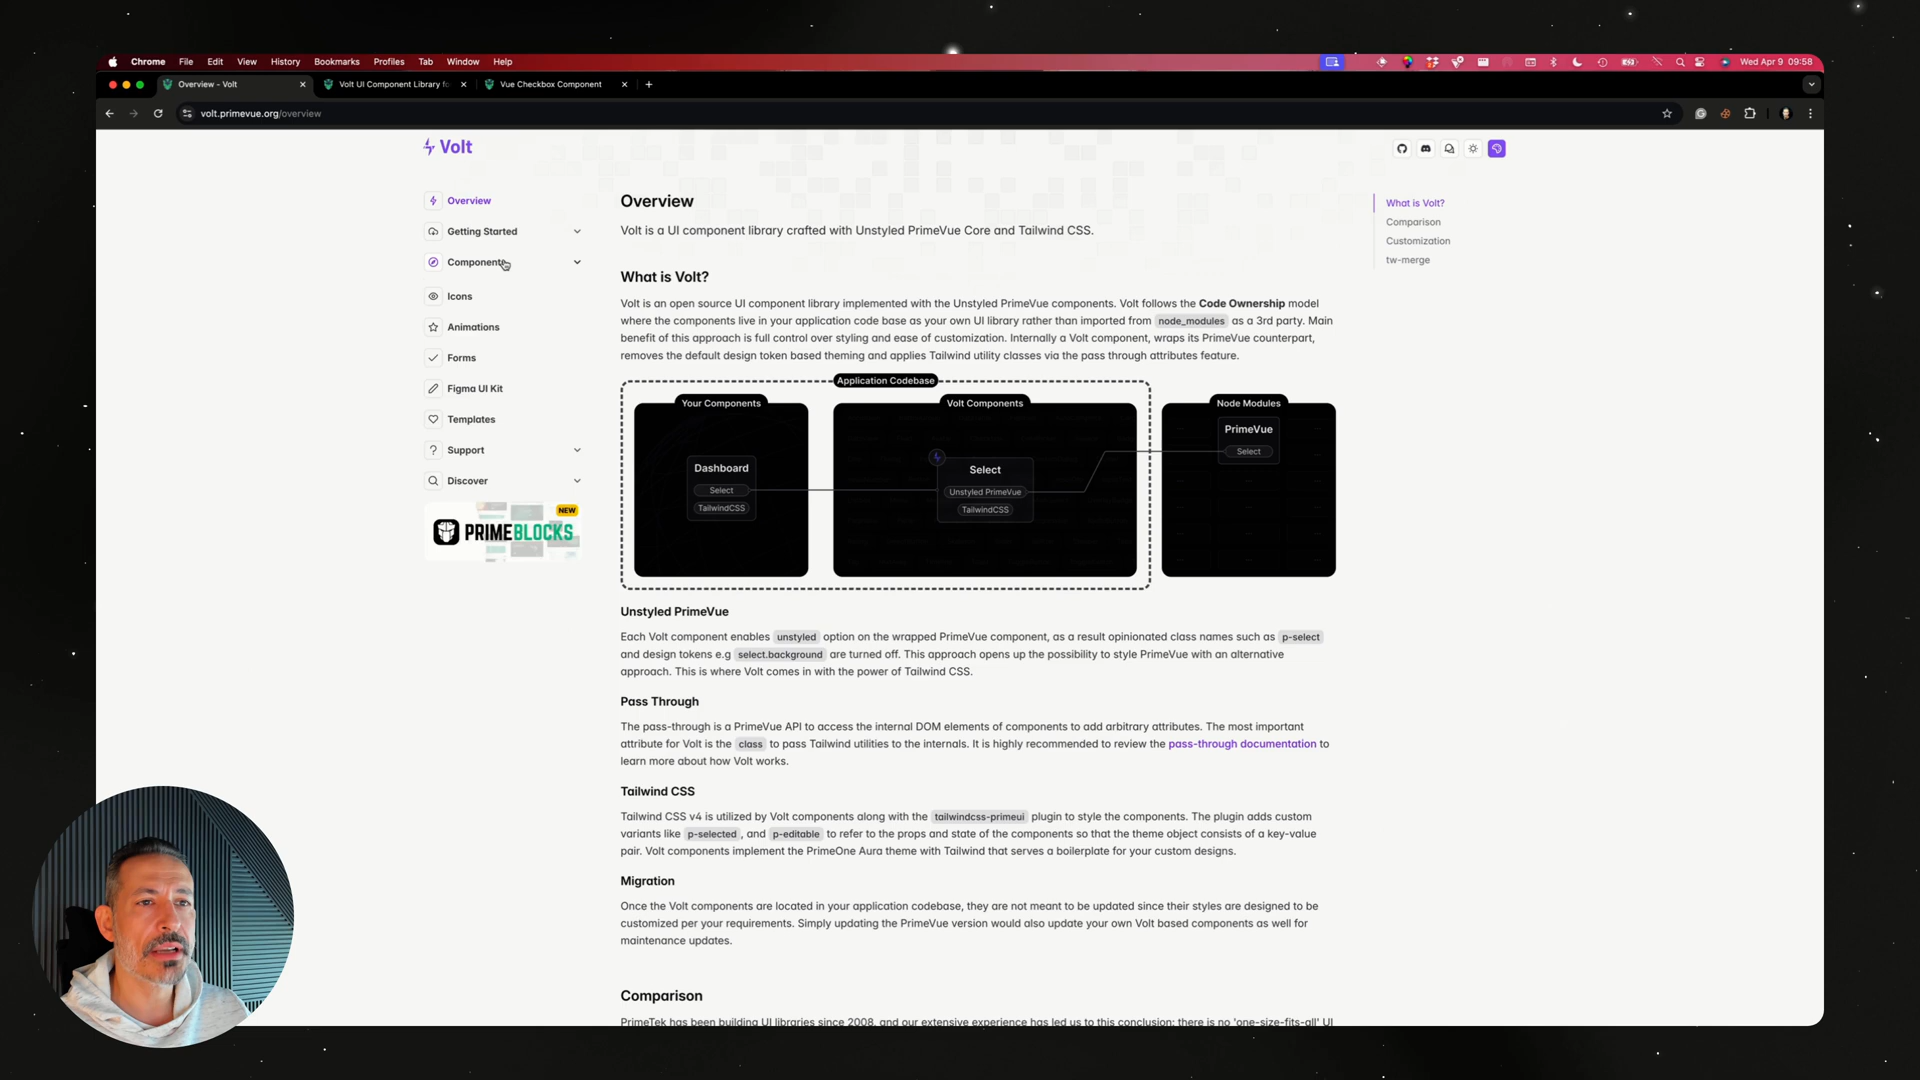 Chrome File Edit View History Bookmarks Profiles Tab Window Help Wed Apr 9 09:58
Overview - Volt Volt UI Component Library fo Vue Checkbox Component
volt.primevue.org/overview
Volt
Overview
Getting Started
Components
Icons
Animations
Forms
Figma UI Kit
Templates
Support
Discover
NEW
PRIMEBLOCKS
Overview
Volt is a UI component library crafted with Unstyled PrimeVue Core and Tailwind CSS.
What is Volt?
Volt is an open source UI component library implemented with the Unstyled PrimeVue components. Volt follows the Code Ownership model
where the components live in your application code base as your own UI library rather than imported from node_modules as a 3rd party. Main
benefit of this approach is full control over styling and ease of customization. Internally a Volt component, wraps its PrimeVue counterpart,
removes the default design token based theming and applies Tailwind utility classes via the pass through attributes feature.
Application Codebase
Your Components
Volt Components
Node Modules
Dashboard
Select
TailwindCSS
Select
Unstyled PrimeVue
TailwindCSS
PrimeVue
Select
Unstyled PrimeVue
Each Volt component enables unstyled option on the wrapped PrimeVue component, as a result opinionated class names such as p-select
and design tokens e.g select.background are turned off. This approach opens up the possibility to style PrimeVue with an alternative
approach. This is where Volt comes in with the power of Tailwind CSS.
Pass Through
The pass-through is a PrimeVue API to access the internal DOM elements of components to add arbitrary attributes. The most important
attribute for Volt is the class to pass Tailwind utilities to the internals. It is highly recommended to review the pass-through documentation to
learn more about how Volt works.
Tailwind CSS
Tailwind CSS v4 is utilized by Volt components along with the tailwindcss-primeui plugin to style the components. The plugin adds custom
variants like p-selected , and p-editable to refer to the props and state of the components so that the theme object consists of a key-value
pair. Volt components implement the PrimeOne Aura theme with Tailwind that serves a boilerplate for your custom designs.
Migration
Once the Volt components are located in your application codebase, they are not meant to be updated since their styles are designed to be
customized per your requirements. Simply updating the PrimeVue version would also update your own Volt based components as well for
maintenance updates.
Comparison
PrimeTek has been building UI libraries since 2008, and our extensive experience has led us to this conclusion: there is no 'one-size-fits-all' UI
What is Volt?
Comparison
Customization
tw-merge